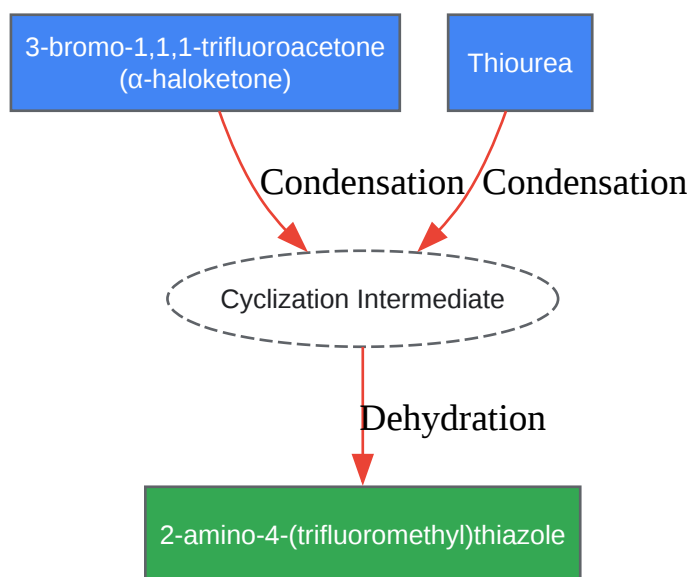 3-bromo-1,1,1-trifluoroacetone
(α-haloketone)
Thiourea
Condensation
Condensation
Cyclization Intermediate
Dehydration
2-amino-4-(trifluoromethyl)thiazole